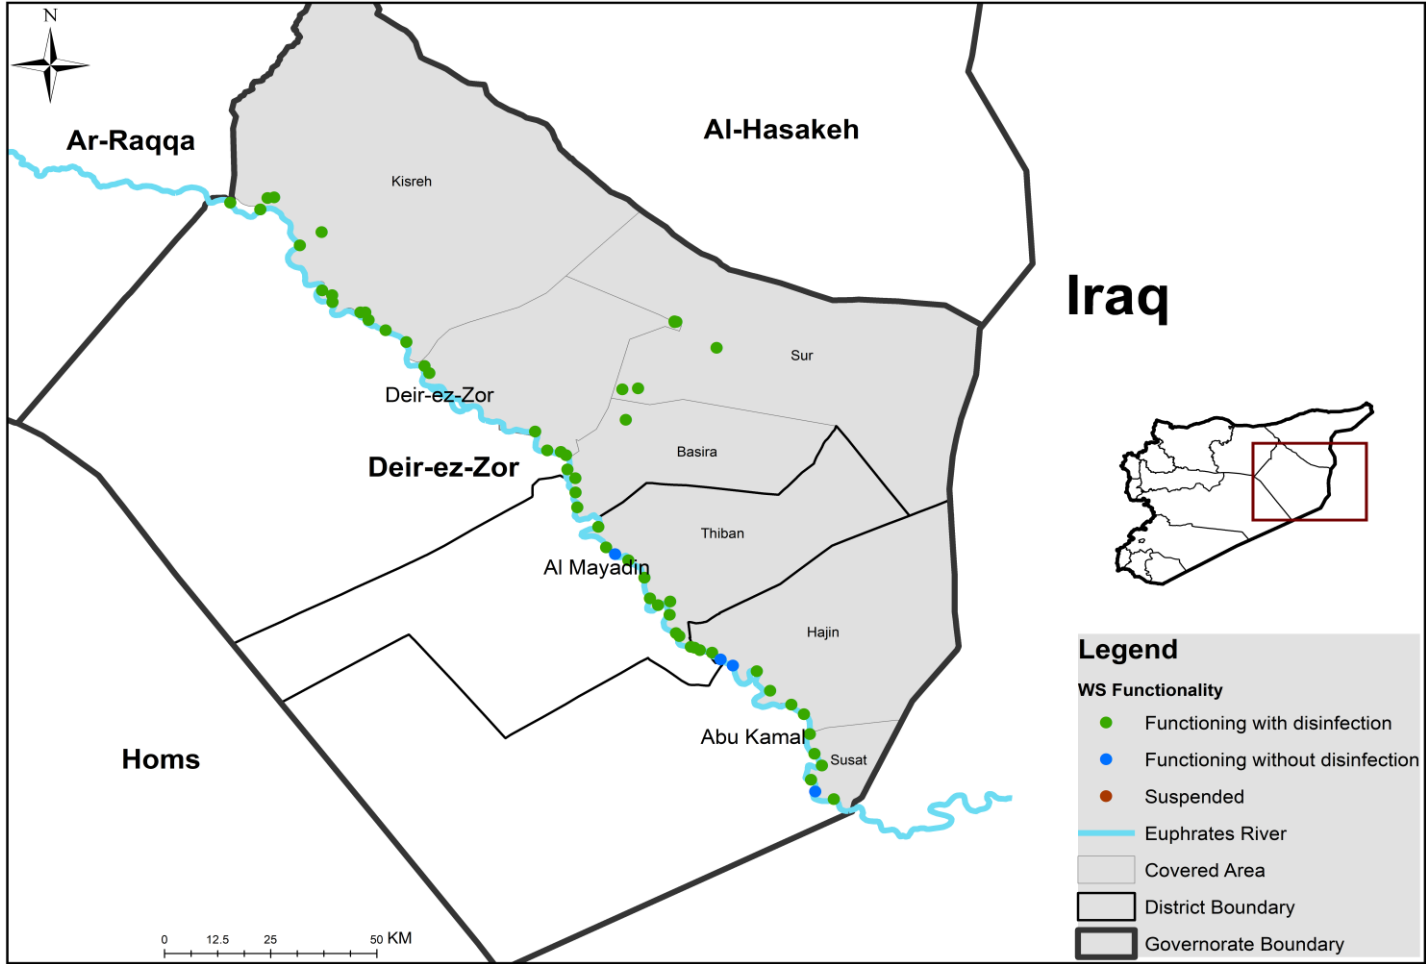 N
Ar-Raqqa
Al-Hasakeh
Kisreh
Iraq
Sur
Deir-ez-Zor
Basira
Deir-ez-Zor
Thiban
Al Mayadin
Hajin
Abu Kamal
Susat
Homs
Legend
WS Functionality
Functioning with disinfection
Functioning without disinfection
Suspended
Euphrates River
Covered Area
District Boundary
Governorate Boundary
0 12.5 25 50 KM